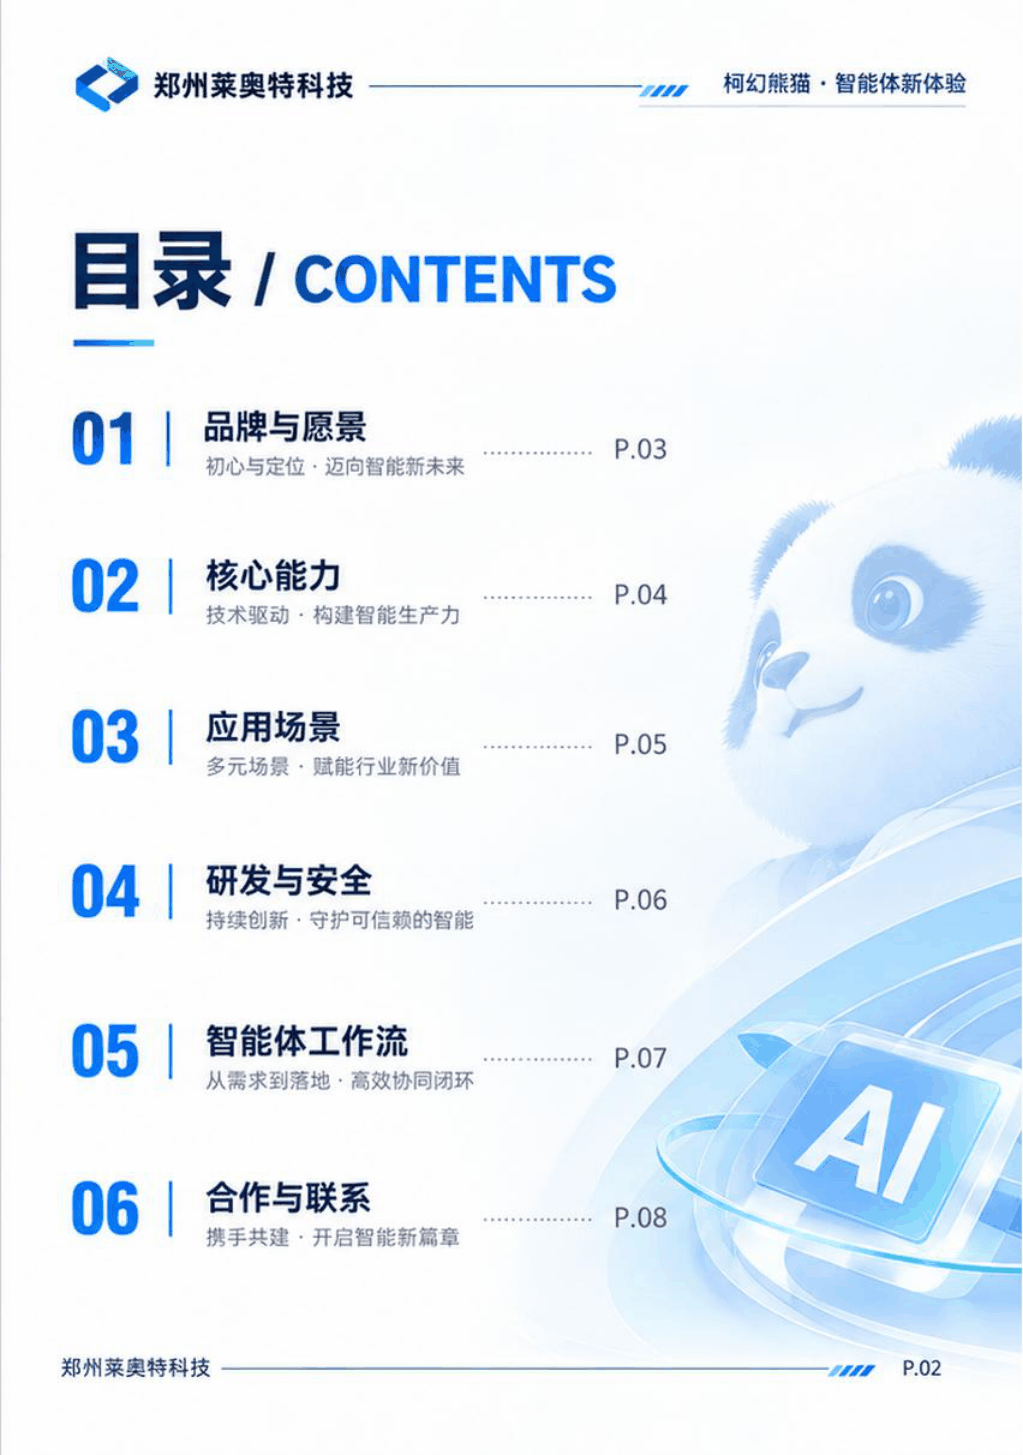 郑州莱奥特科技
柯幻熊猫·智能体新体验
目录 / CONTENTS
01
品牌与愿景
初心与定位·迈向智能新未来
P.03
02
核心能力
技术驱动·构建智能生产力
P.04
03
应用场景
多元场景·赋能行业新价值
P.05
04
研发与安全
持续创新·守护可信赖的智能
P.06
05
智能体工作流
从需求到落地·高效协同闭环
P.07
06
合作与联系
携手共建·开启智能新篇章
P.08
AI
郑州莱奥特科技
P.02